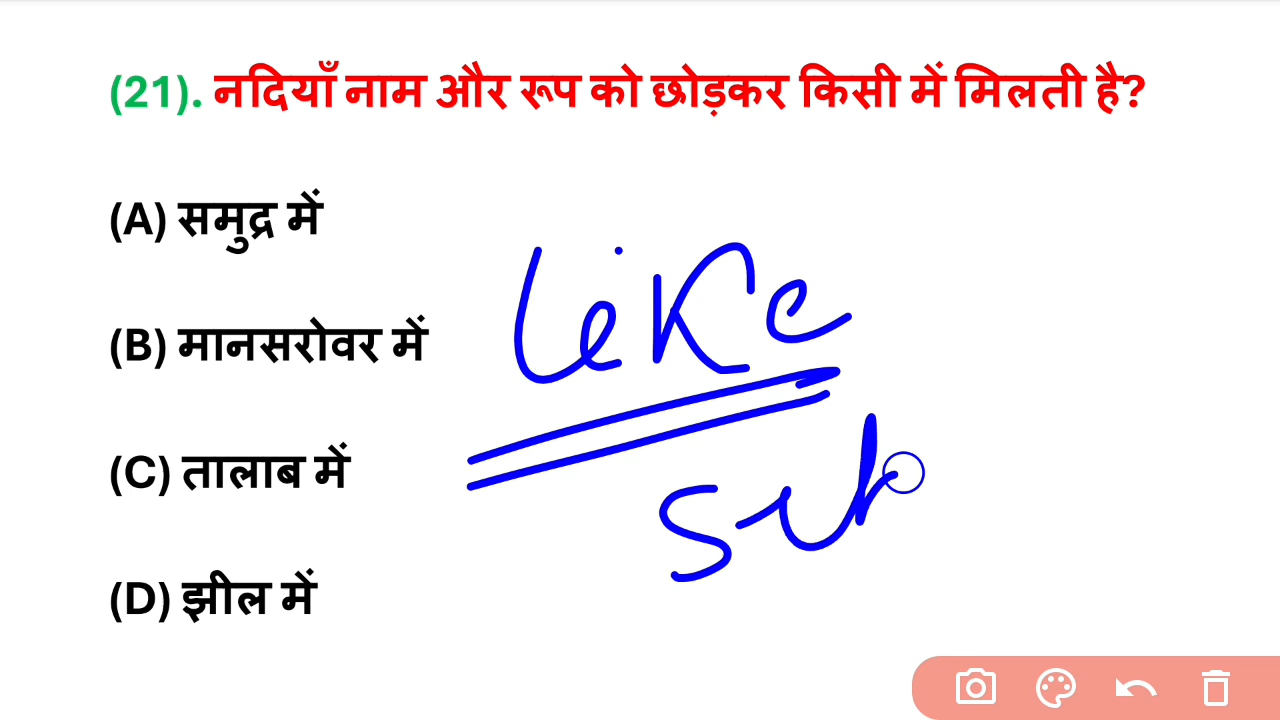 (21). नदियाँ नाम और रूप को छोड़कर किसी में मिलती है?
(A) समुद्र में
(B) मानसरोवर में
(C) तालाब में
(D) झील में
Like
sub